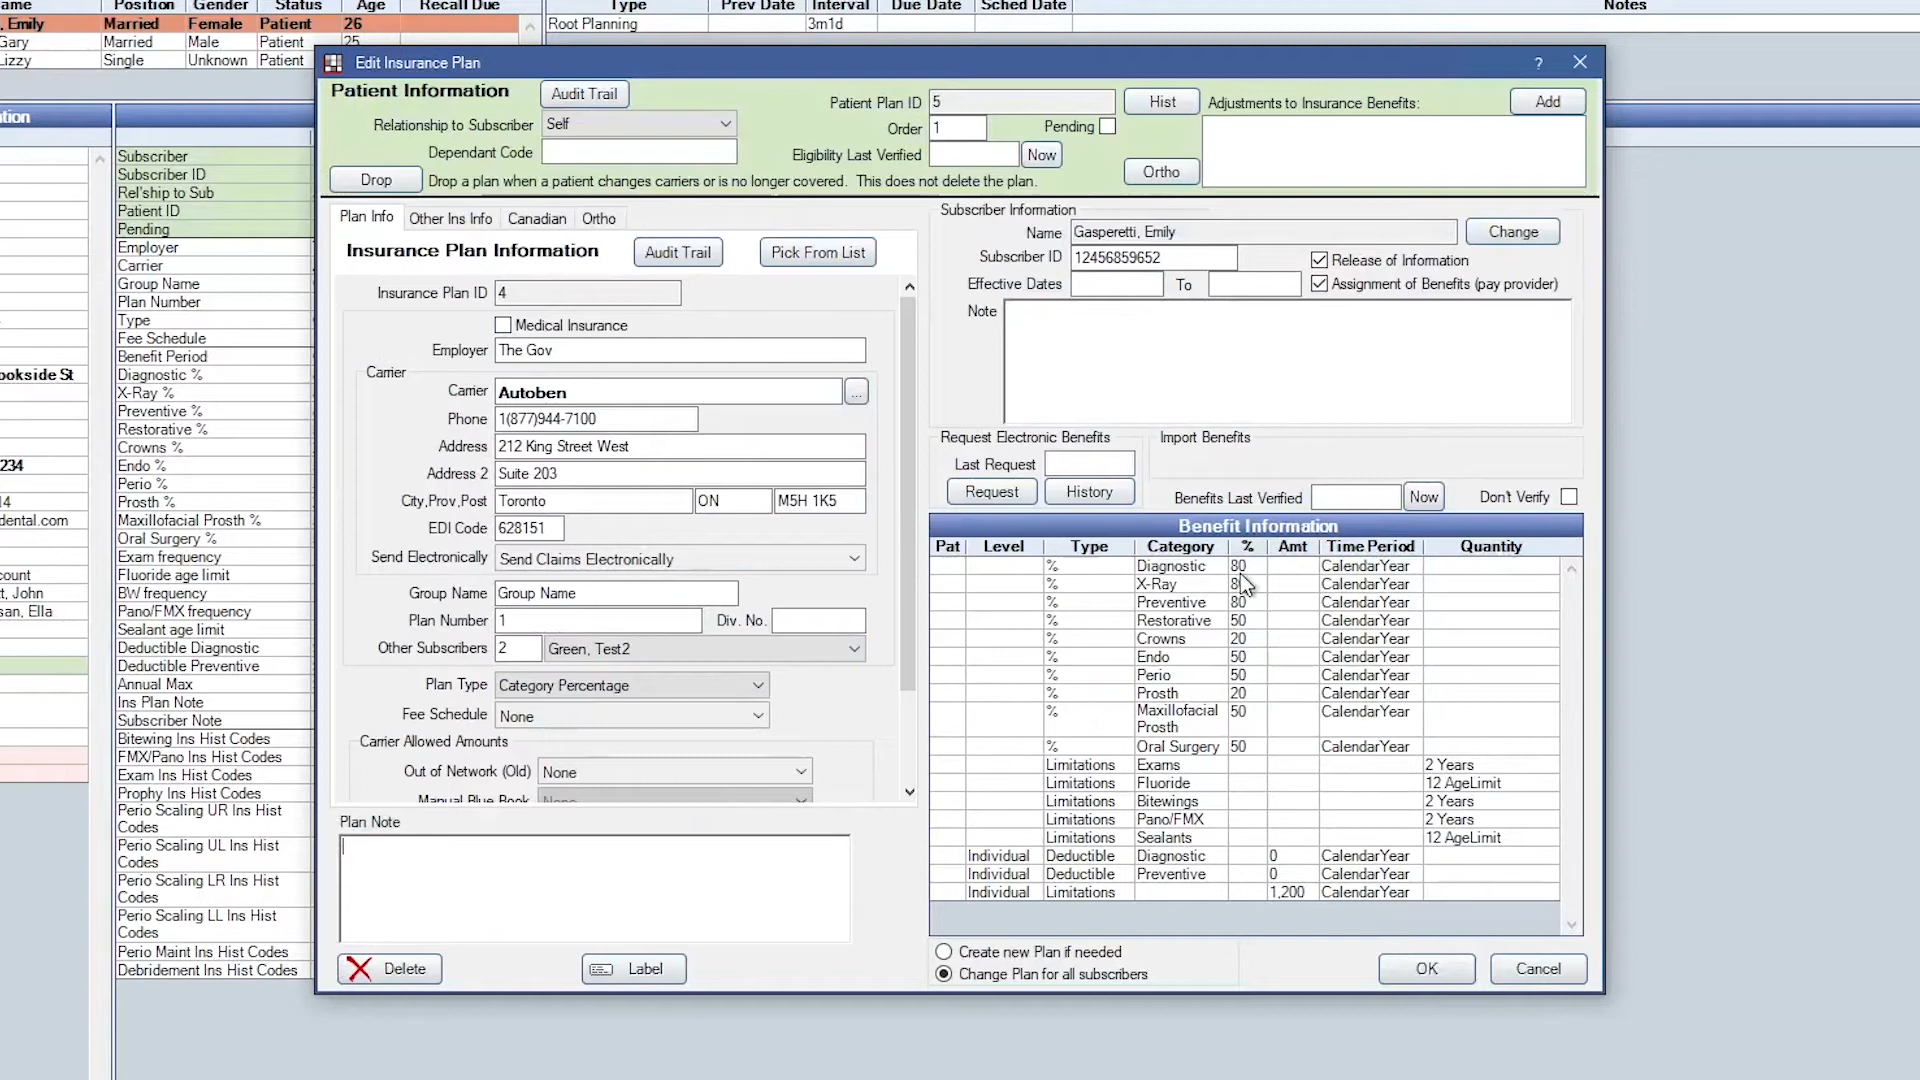 ame Position Gender Status Age Recall Due
, Emily Married Female Patient 26
Gary Married Male Patient 25
Lizzy Single Unknown Patient
Type Prev Date Interval Due Date Sched Date Notes
Root Planning 3m1d
tion
ookside St
234
14
dental.com
count
t, John
san, Ella
Subscriber
Subscriber ID
Rel'ship to Sub
Patient ID
Pending
Employer
Carrier
Group Name
Plan Number
Type
Fee Schedule
Benefit Period
Diagnostic %
X-Ray %
Preventive %
Restorative %
Crowns %
Endo %
Perio %
Prosth %
Maxillofacial Prosth %
Oral Surgery %
Exam frequency
Fluoride age limit
BW frequency
Pano/FMX frequency
Sealant age limit
Deductible Diagnostic
Deductible Preventive
Annual Max
Ins Plan Note
Subscriber Note
Bitewing Ins Hist Codes
FMX/Pano Ins Hist Codes
Exam Ins Hist Codes
Prophy Ins Hist Codes
Perio Scaling UR Ins Hist
Codes
Perio Scaling UL Ins Hist
Codes
Perio Scaling LR Ins Hist
Codes
Perio Scaling LL Ins Hist
Codes
Perio Maint Ins Hist Codes
Debridement Ins Hist Codes
Edit Insurance Plan ?
Patient Information Audit Trail
Relationship to Subscriber Self
Dependant Code
Drop Drop a plan when a patient changes carriers or is no longer covered. This does not delete the plan.
Patient Plan ID 5 Hist
Order 1 Pending
Eligibility Last Verified Now
Ortho
Adjustments to Insurance Benefits: Add
Plan Info Other Ins Info Canadian Ortho
Insurance Plan Information Audit Trail Pick From List
Insurance Plan ID 4
Medical Insurance
Employer The Gov
Carrier
Carrier Autoben ...
Phone 1(877)944-7100
Address 212 King Street West
Address 2 Suite 203
City,Prov,Post Toronto ON M5H 1K5
EDI Code 628151
Send Electronically Send Claims Electronically
Group Name Group Name
Plan Number 1 Div. No.
Other Subscribers 2 Green, Test2
Plan Type Category Percentage
Fee Schedule None
Carrier Allowed Amounts
Out of Network (Old) None
Manual Blue Book None
Plan Note
Delete Label
Subscriber Information
Name Gasperetti, Emily Change
Subscriber ID 12456859652 Release of Information
Effective Dates To Assignment of Benefits (pay provider)
Note
Request Electronic Benefits
Last Request
Request History
Import Benefits
Benefits Last Verified Now Don't Verify
Benefit Information
Pat Level Type Category % Amt Time Period Quantity
% Diagnostic 80 CalendarYear
% X-Ray 80 CalendarYear
% Preventive 80 CalendarYear
% Restorative 50 CalendarYear
% Crowns 20 CalendarYear
% Endo 50 CalendarYear
% Perio 50 CalendarYear
% Prosth 20 CalendarYear
% Maxillofacial Prosth 50 CalendarYear
% Oral Surgery 50 CalendarYear
Limitations Exams 2 Years
Limitations Fluoride 12 AgeLimit
Limitations Bitewings 2 Years
Limitations Pano/FMX 2 Years
Limitations Sealants 12 AgeLimit
Individual Deductible Diagnostic 0 CalendarYear
Individual Deductible Preventive 0 CalendarYear
Individual Limitations 1,200 CalendarYear
Create new Plan if needed
Change Plan for all subscribers
OK Cancel